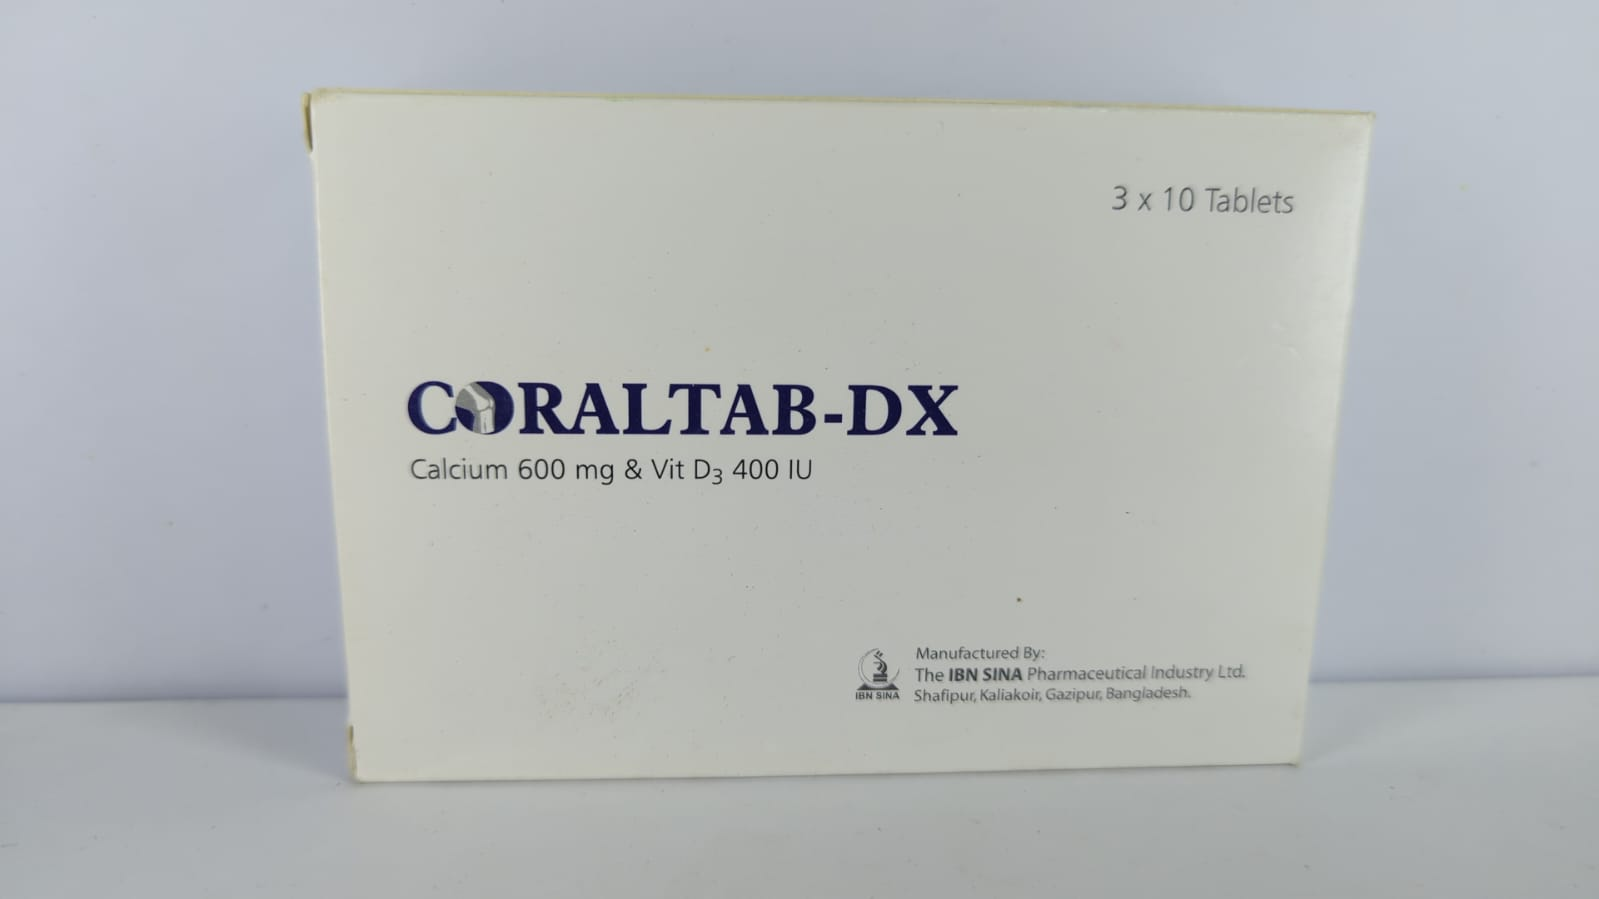 3 x 10 Tablets
CORALTAB-DX
Calcium 600 mg & Vit D₃ 400 IU
Manufactured By:
The IBN SINA Pharmaceutical Industry Ltd.
Shafipur, Kaliakoir, Gazipur, Bangladesh.
IBN SINA